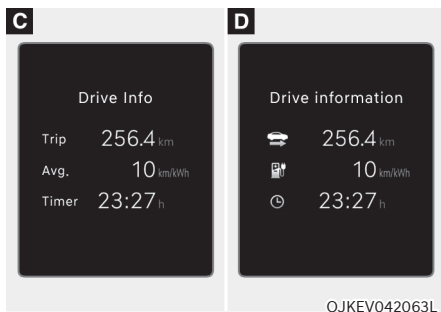 C
Drive Info
Trip 256.4 km
Avg. 10 km/kWh
Timer 23:27 h
D
Drive information
256.4 km
10 km/kWh
23:27 h
OJKEV042063L